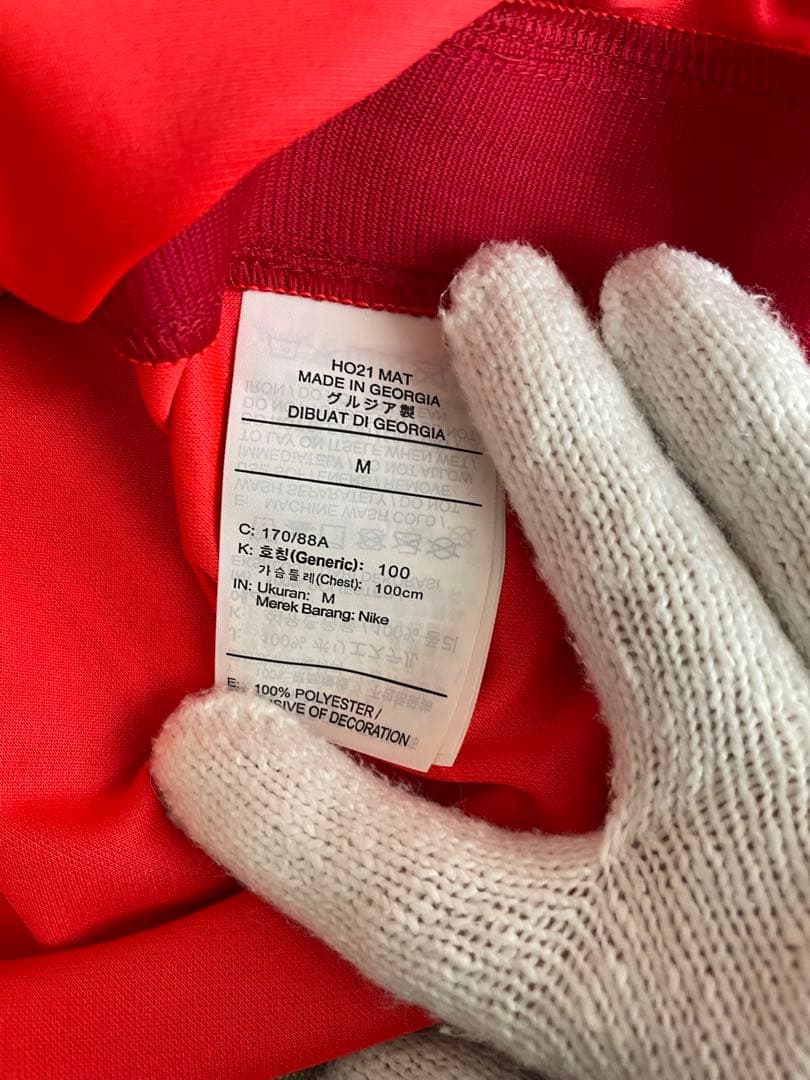 HO21 MAT
MADE IN GEORGIA
グルジア製
DIBUAT DI GEORGIA
M
C: 170/88A
K: 호칭(Generic): 100
가슴둘레(Chest): 100cm
IN: Ukuran: M
Merek Barang: Nike
E: 100% POLYESTER /
SIVE OF DECORATION